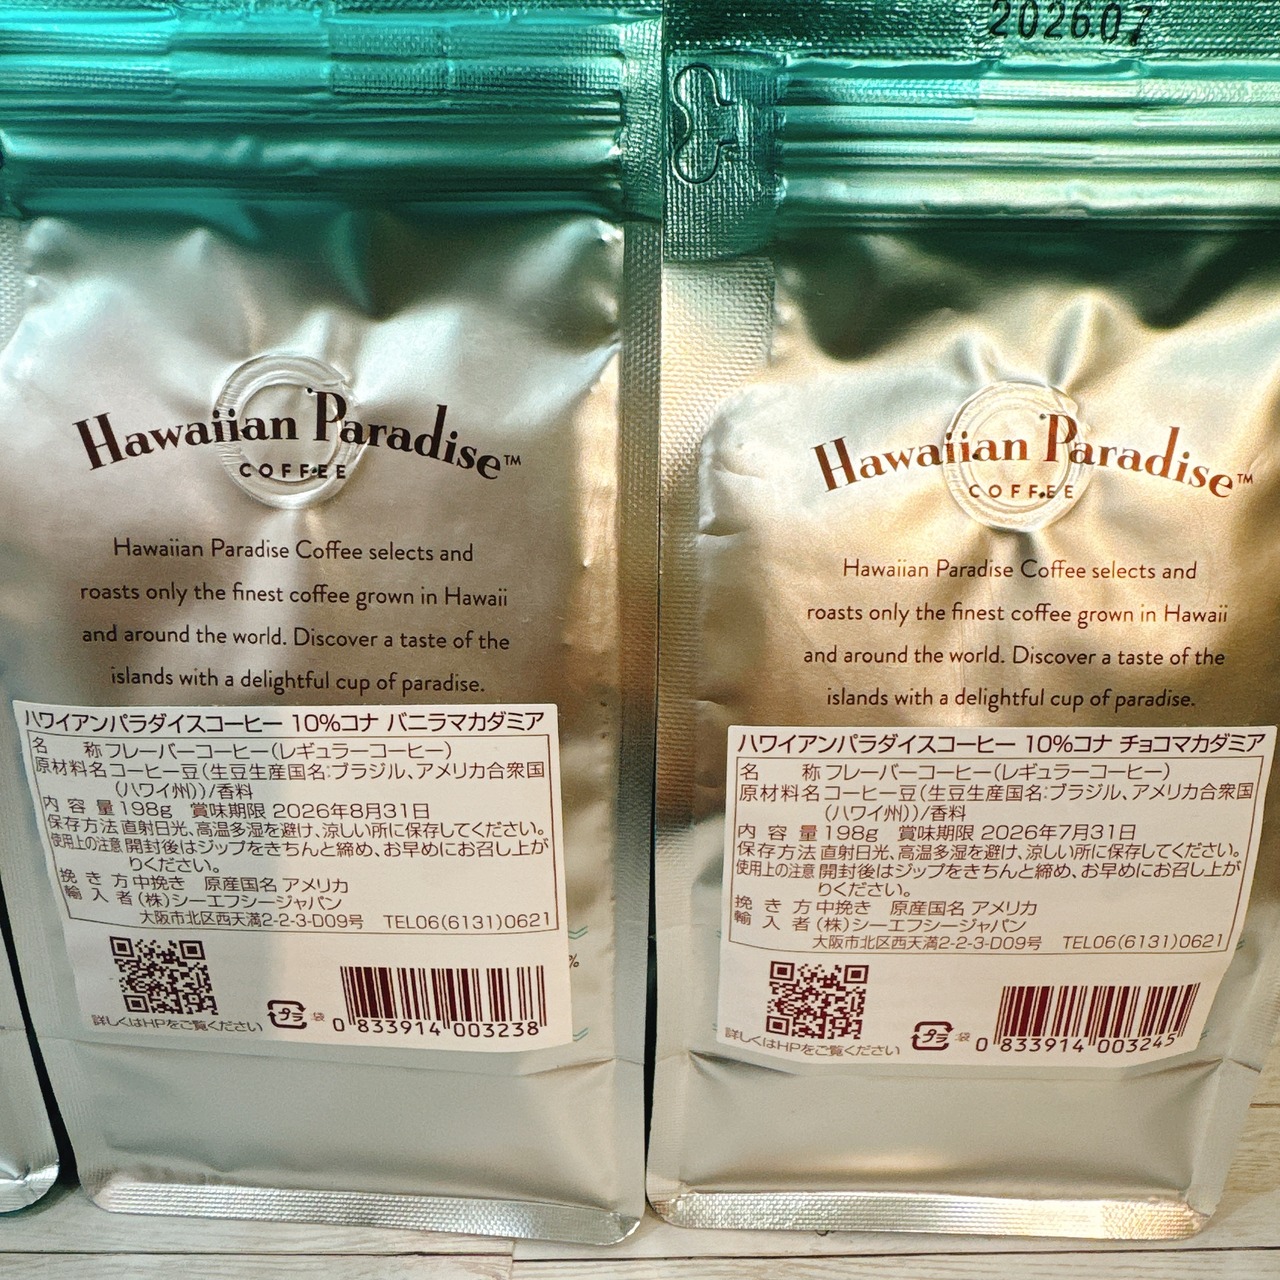 Hawaiian Paradise™
COFFEE
Hawaiian Paradise Coffee selects and
roasts only the finest coffee grown in Hawaii
and around the world. Discover a taste of the
islands with a delightful cup of paradise.
ハワイアンパラダイスコーヒー 10%コナ バニラマカダミア
名 称 フレーバーコーヒー(レギュラーコーヒー)
原材料名 コーヒー豆(生豆生産国名:ブラジル、アメリカ合衆国
(ハワイ州))/香料
内容量 198g 賞味期限 2026年8月31日
保存方法 直射日光、高温多湿を避け、涼しい所に保存してください。
使用上の注意 開封後はジップをきちんと締め、お早めにお召し上が
りください。
挽き方 中挽き 原産国名 アメリカ
輸入者 (株)シーエフシージャパン
大阪市北区西天満2-2-3-D09号 TEL06(6131)0621
%
詳しくはHPをご覧ください
プラ
袋
0 833914 003238
202607
Hawaiian Paradise™
COFFEE
Hawaiian Paradise Coffee selects and
roasts only the finest coffee grown in Hawaii
and around the world. Discover a taste of the
islands with a delightful cup of paradise.
ハワイアンパラダイスコーヒー 10%コナ チョコマカダミア
名 称 フレーバーコーヒー(レギュラーコーヒー)
原材料名 コーヒー豆(生豆生産国名:ブラジル、アメリカ合衆国
(ハワイ州))/香料
内容量 198g 賞味期限 2026年7月31日
保存方法 直射日光、高温多湿を避け、涼しい所に保存してください。
使用上の注意 開封後はジップをきちんと締め、お早めにお召し上が
りください。
挽き方 中挽き 原産国名 アメリカ
輸入者 (株)シーエフシージャパン
大阪市北区西天満2-2-3-D09号 TEL06(6131)0621
詳しくはHPをご覧ください
プラ
袋
0 833914 003245